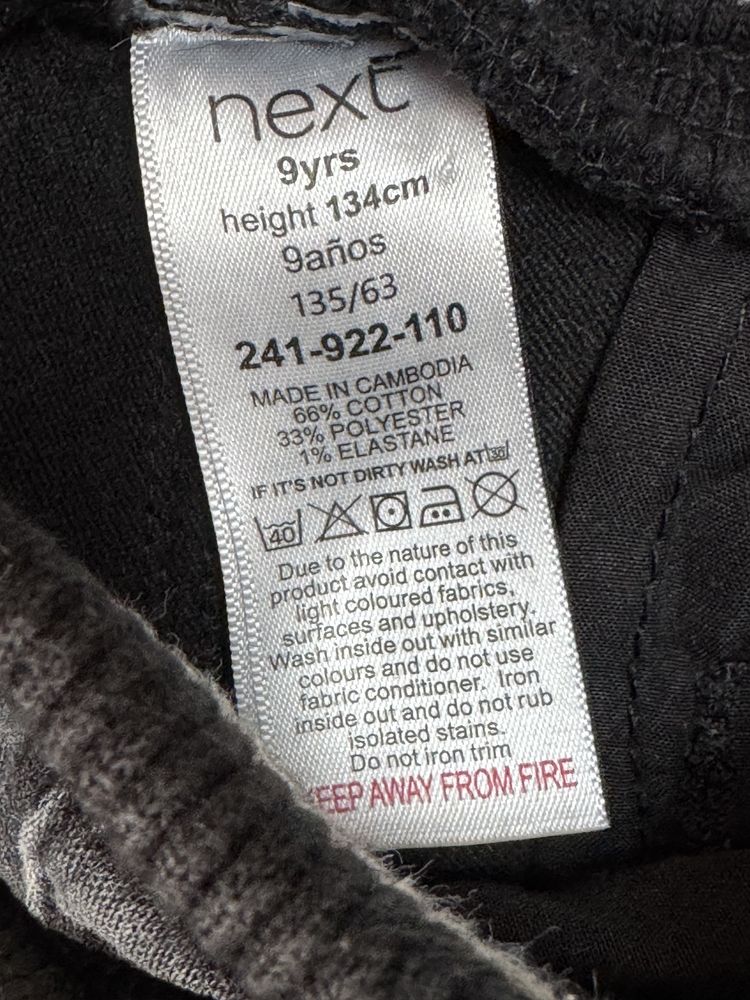 next
9yrs
height 134cm
9años
135/63
241-922-110
MADE IN CAMBODIA
66% COTTON
33% POLYESTER
1% ELASTANE
IF IT'S NOT DIRTY WASH AT 30
40
Due to the nature of this
product avoid contact with
light coloured fabrics,
surfaces and upholstery.
Wash inside out with similar
colours and do not use
fabric conditioner. Iron
inside out and do not rub
isolated stains.
Do not iron trim
EEP AWAY FROM FIRE